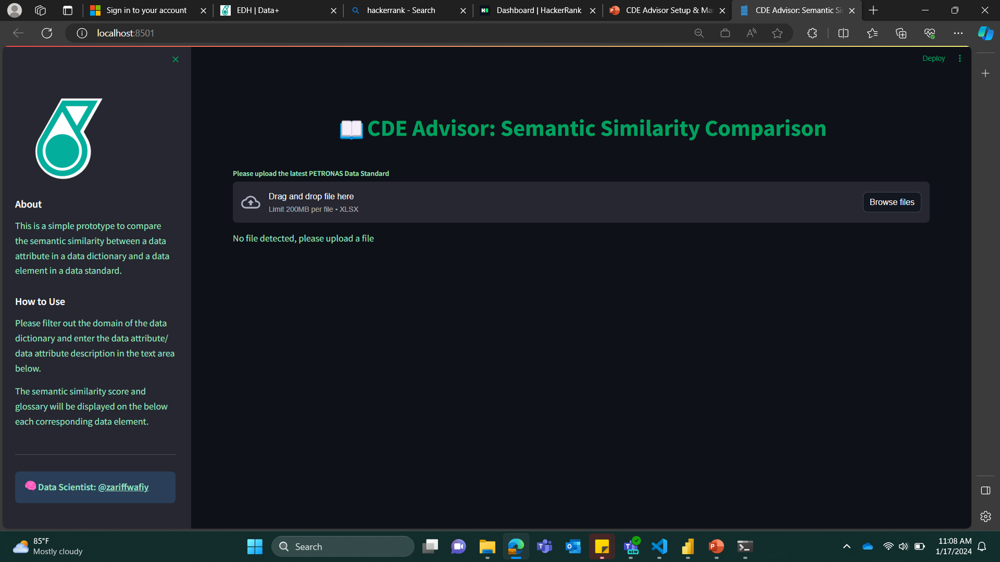 Sign in to your account
EDH | Data+
hackerrank - Search
Dashboard | HackerRank
CDE Advisor Setup & Ma
CDE Advisor: Semantic Si
localhost:8501
Deploy
📖 CDE Advisor: Semantic Similarity Comparison
Please upload the latest PETRONAS Data Standard
Drag and drop file here
Limit 200MB per file • XLSX
Browse files
No file detected, please upload a file
About
This is a simple prototype to compare
the semantic similarity between a data
attribute in a data dictionary and a data
element in a data standard.
How to Use
Please filter out the domain of the data
dictionary and enter the data attribute/
data attribute description in the text area
below.
The semantic similarity score and
glossary will be displayed on the below
each corresponding data element.
🧠 Data Scientist: @zariffwafiy
85°F
Mostly cloudy
Search
NEW
11:08 AM
1/17/2024